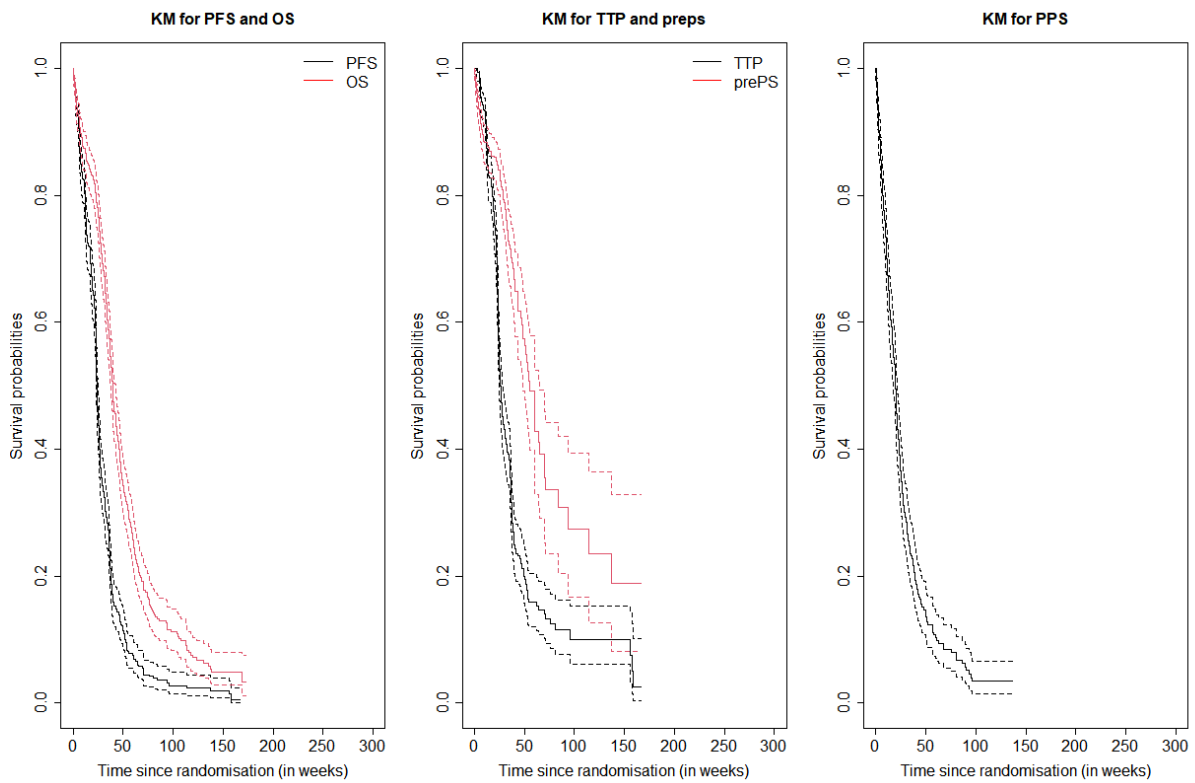 KM for PFS and OS
PFS
OS
Survival probabilities
1.0
0.8
0.6
0.4
0.2
0.0
0 50 100 150 200 250 300
Time since randomisation (in weeks)
KM for TTP and preps
TTP
prePS
Survival probabilities
1.0
0.8
0.6
0.4
0.2
0.0
0 50 100 150 200 250 300
Time since randomisation (in weeks)
KM for PPS
Survival probabilities
1.0
0.8
0.6
0.4
0.2
0.0
0 50 100 150 200 250 300
Time since randomisation (in weeks)